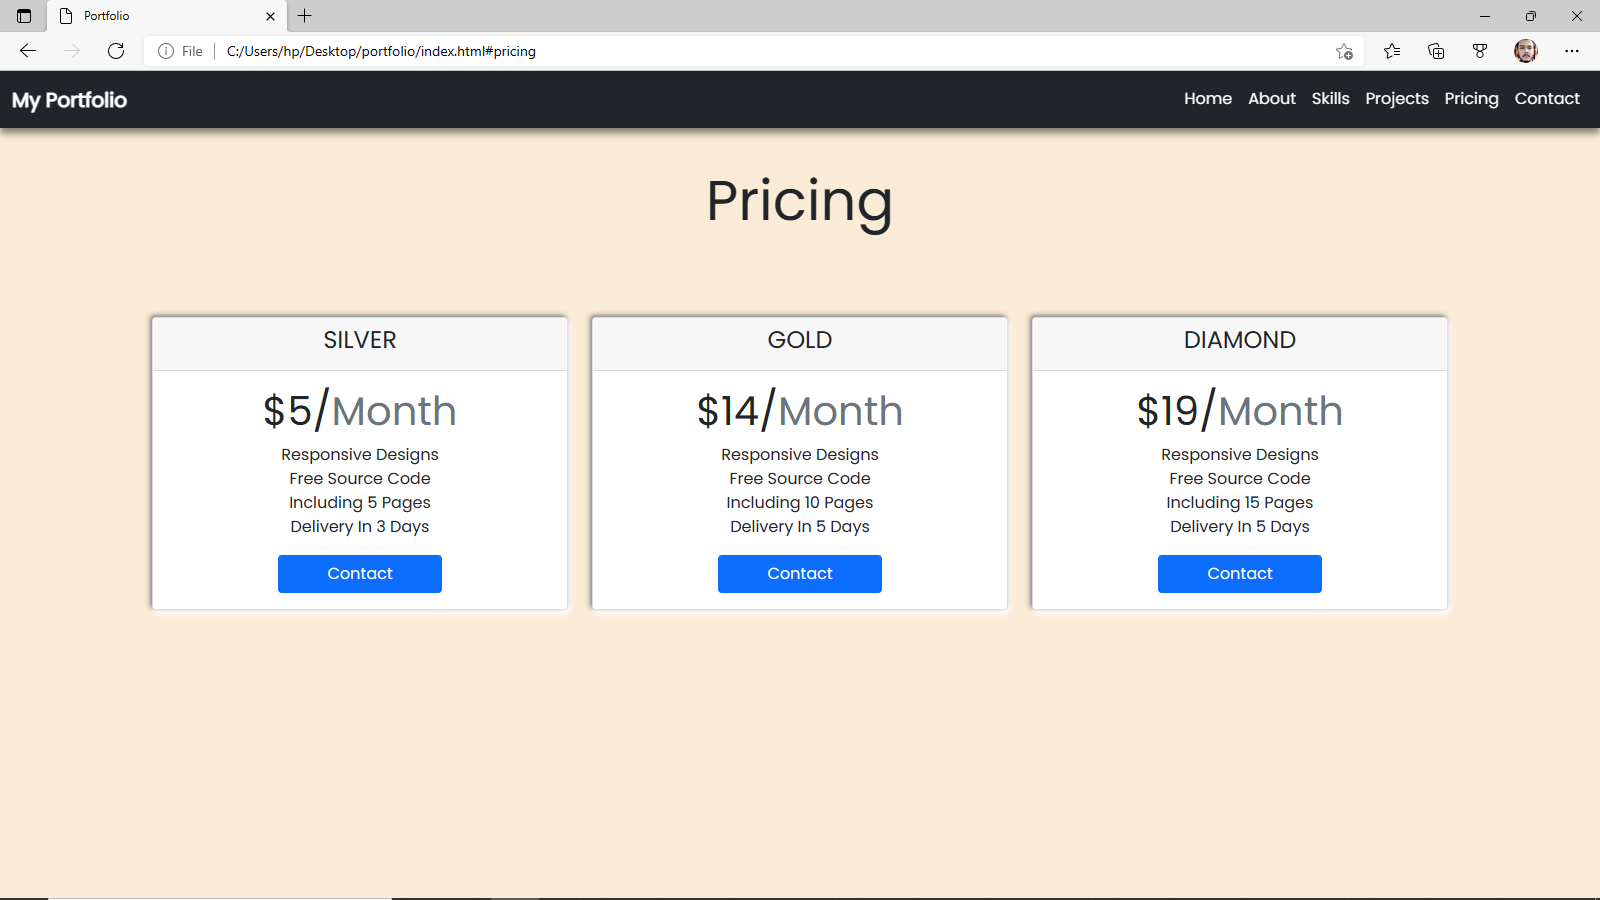 Portfolio
File C:/Users/hp/Desktop/portfolio/index.html#pricing
My Portfolio Home About Skills Projects Pricing Contact
Pricing
SILVER
$5/Month
Responsive Designs
Free Source Code
Including 5 Pages
Delivery In 3 Days
Contact
GOLD
$14/Month
Responsive Designs
Free Source Code
Including 10 Pages
Delivery In 5 Days
Contact
DIAMOND
$19/Month
Responsive Designs
Free Source Code
Including 15 Pages
Delivery In 5 Days
Contact